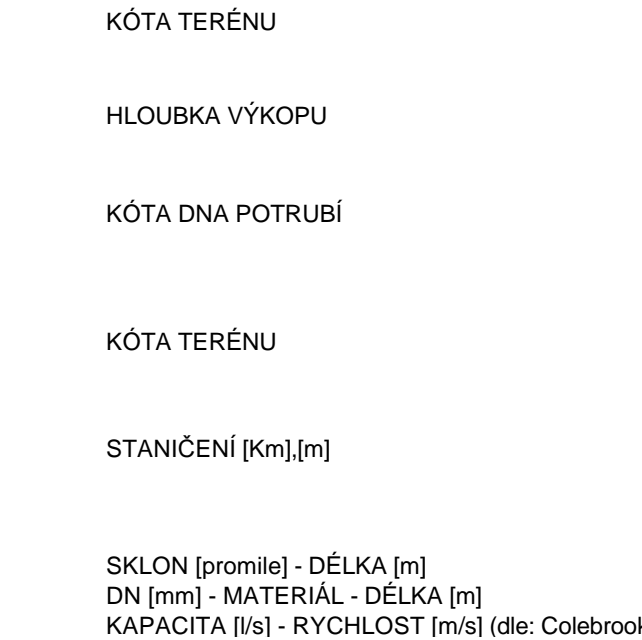 KÓTA TERÉNU
HLOUBKA VÝKOPU
KÓTA DNA POTRUBÍ
KÓTA TERÉNU
STANIČENÍ [Km],[m]
SKLON [promile] - DÉLKA [m]
DN [mm] - MATERIÁL - DÉLKA [m]
KAPACITA [l/s] - RYCHLOST [m/s] (dle: